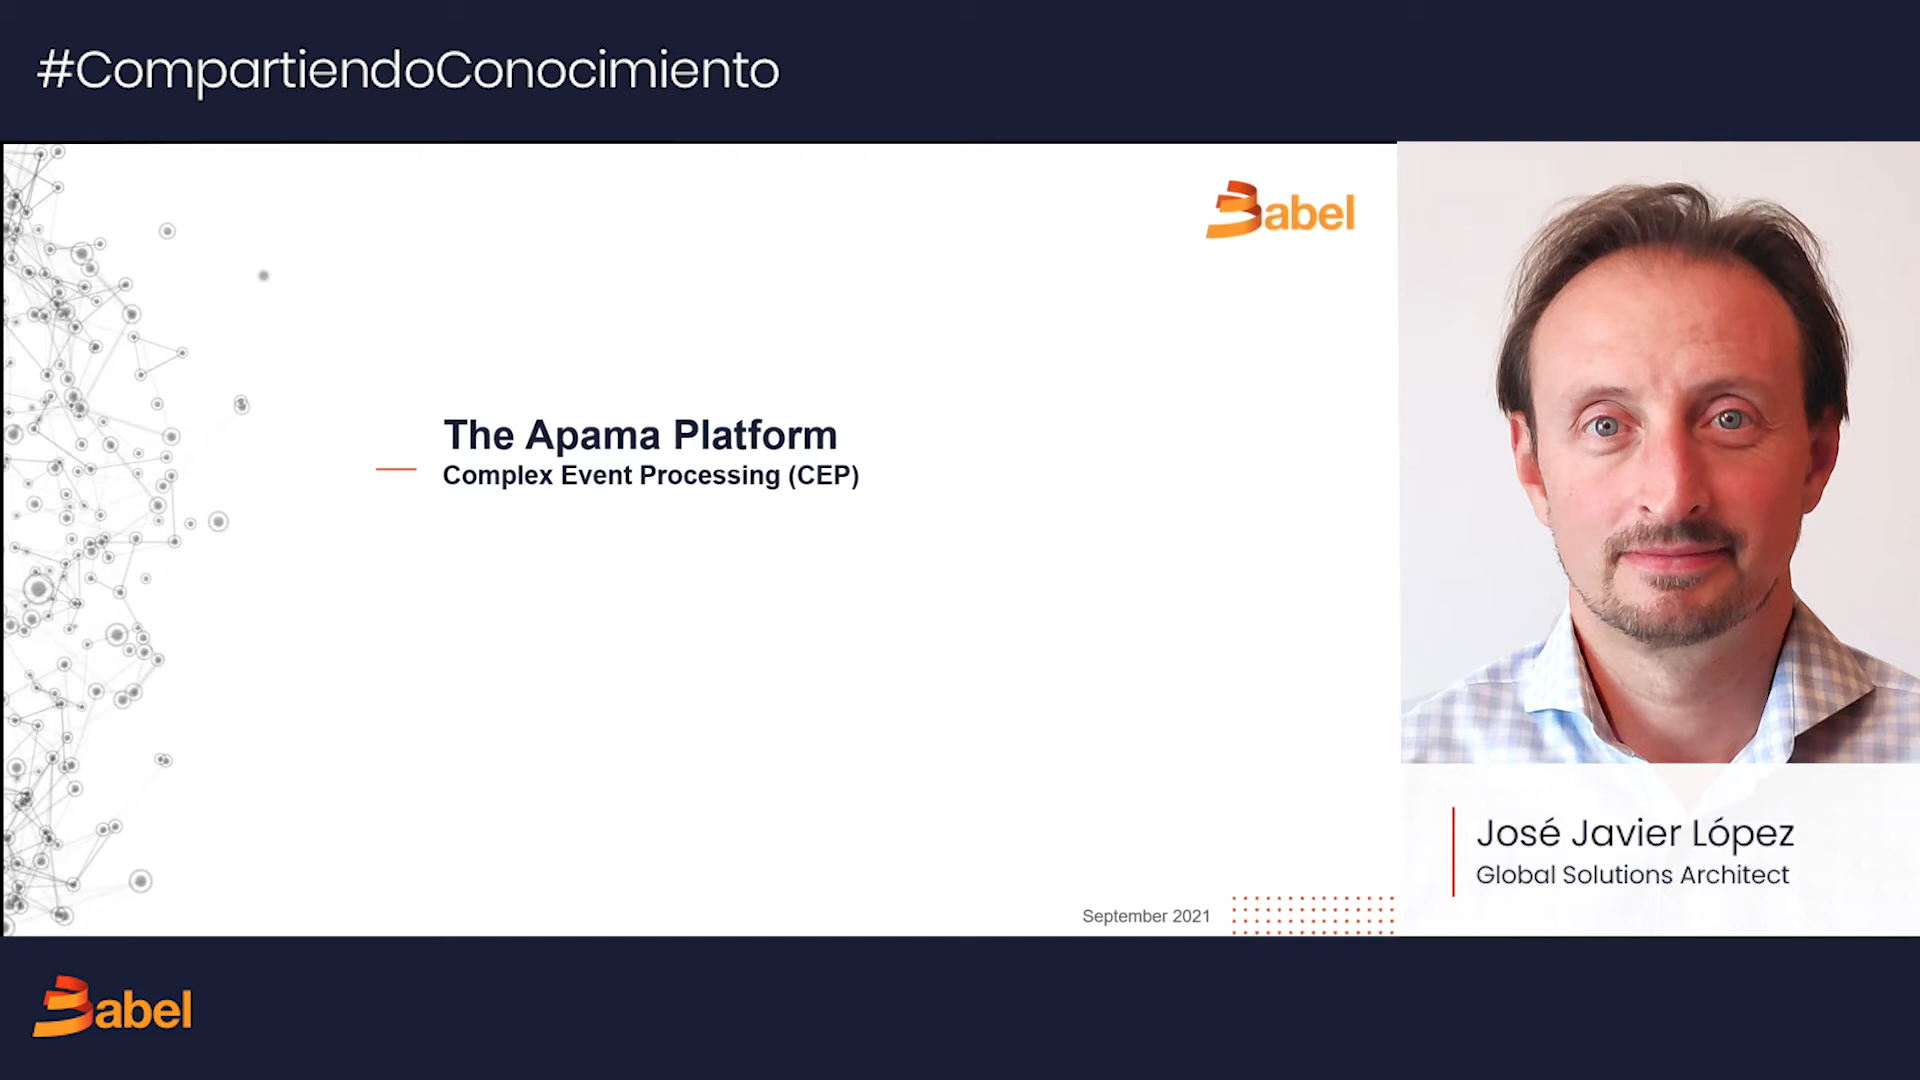 #CompartiendoConocimiento
Babel
The Apama Platform
Complex Event Processing (CEP)
José Javier López
Global Solutions Architect
September 2021
Babel